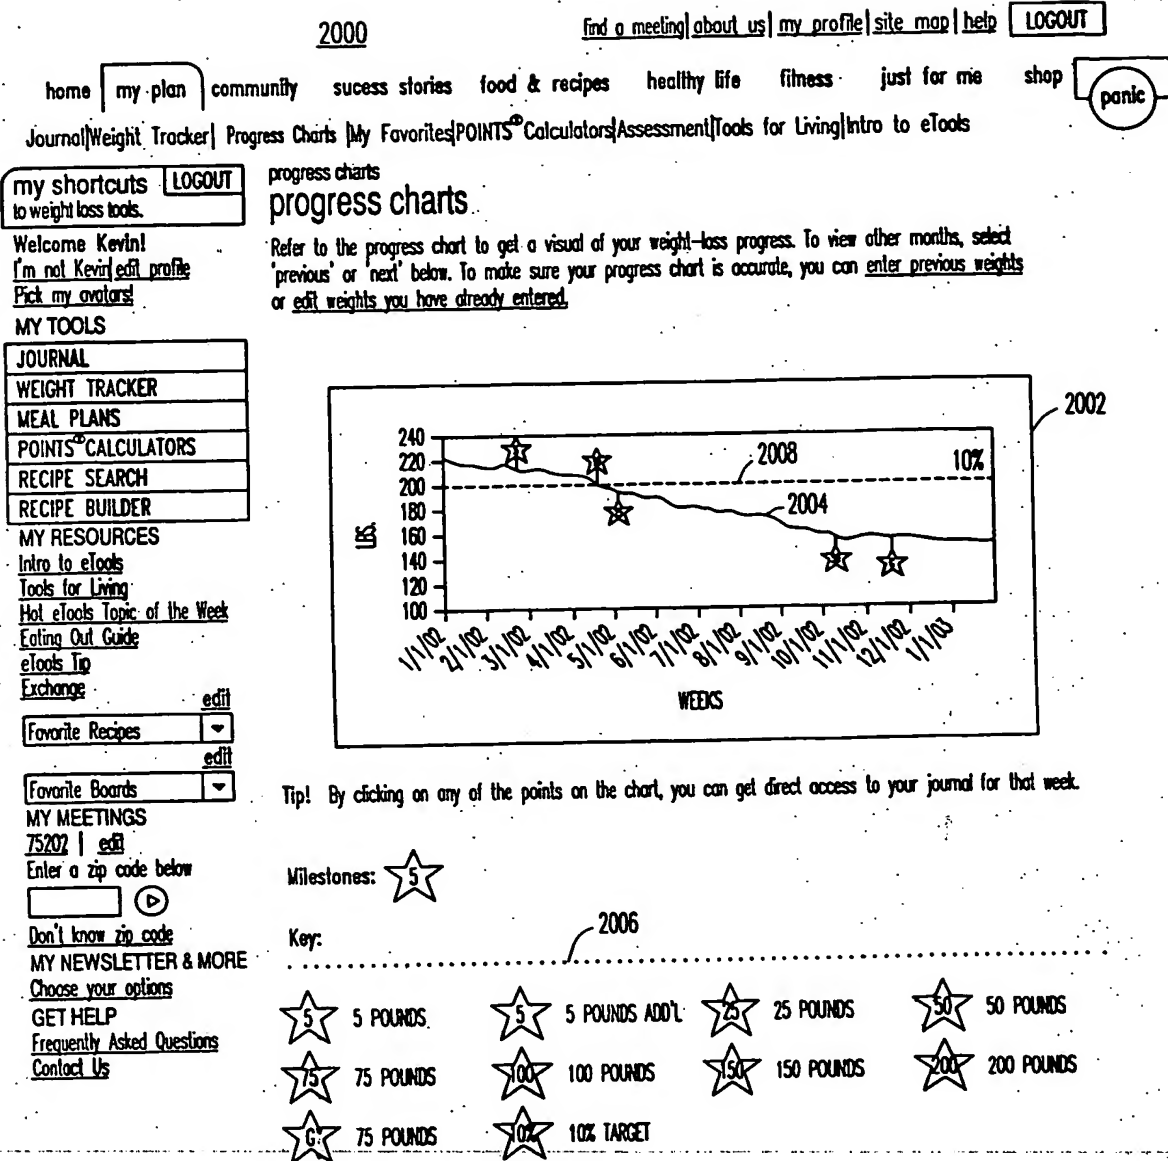 2000
find a meeting| about us| my profile| site map| help LOGOUT
home my plan community sucess stories food & recipes healthy life fitness just for me shop panic
Journal|Weight Tracker| Progress Charts |My Favorites|POINTS® Calculators|Assessment|Tools for Living|Intro to eTools
my shortcuts LOGOUT
to weight loss tools.
Welcome Kevin!
I'm not Kevin| edit profile
Pick my avatars!
MY TOOLS
JOURNAL
WEIGHT TRACKER
MEAL PLANS
POINTS® CALCULATORS
RECIPE SEARCH
RECIPE BUILDER
MY RESOURCES
Intro to eTools
Tools for Living
Hot eTools Topic of the Week
Eating Out Guide
eTools Tip
Exchange
edit
Favorite Recipes
edit
Favorite Boards
MY MEETINGS
75202 | edit
Enter a zip code below
Don't know zip code
MY NEWSLETTER & MORE
Choose your options
GET HELP
Frequently Asked Questions
Contact Us
progress charts
progress charts
Refer to the progress chart to get a visual of your weight-loss progress. To view other months, select
'previous' or 'next' below. To make sure your progress chart is accurate, you can enter previous weights
or edit weights you have already entered.
2002
240
220
200
180
160
140
120
100
LBS.
2008
10%
2004
1/1/02 2/1/02 3/1/02 4/1/02 5/1/02 6/1/02 7/1/02 8/1/02 9/1/02 10/1/02 11/1/02 12/1/02 1/1/03
WEEKS
Tip! By clicking on any of the points on the chart, you can get direct access to your journal for that week.
Milestones: 5
Key:
2006
5 5 POUNDS 5 5 POUNDS ADD'L 25 25 POUNDS 50 50 POUNDS
75 75 POUNDS 100 100 POUNDS 150 150 POUNDS 200 200 POUNDS
G 75 POUNDS 10% 10% TARGET